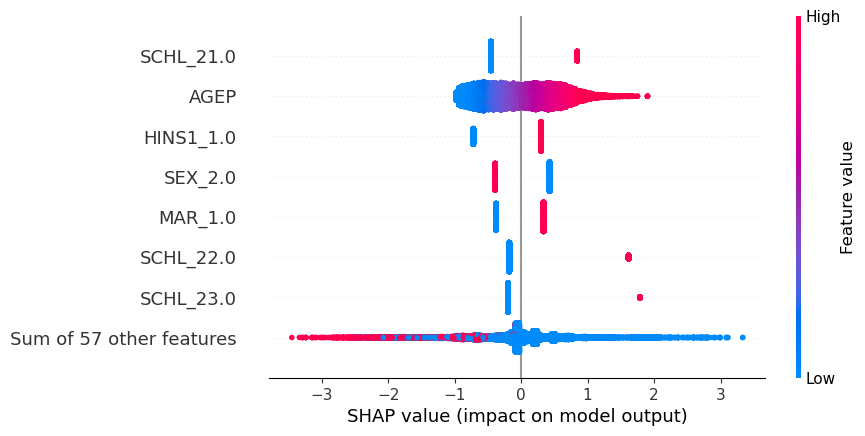 High
SCHL_21.0
AGEP
HINS1_1.0
SEX_2.0
MAR_1.0
SCHL_22.0
SCHL_23.0
Sum of 57 other features
Feature value
Low
−3 −2 −1 0 1 2 3
SHAP value (impact on model output)